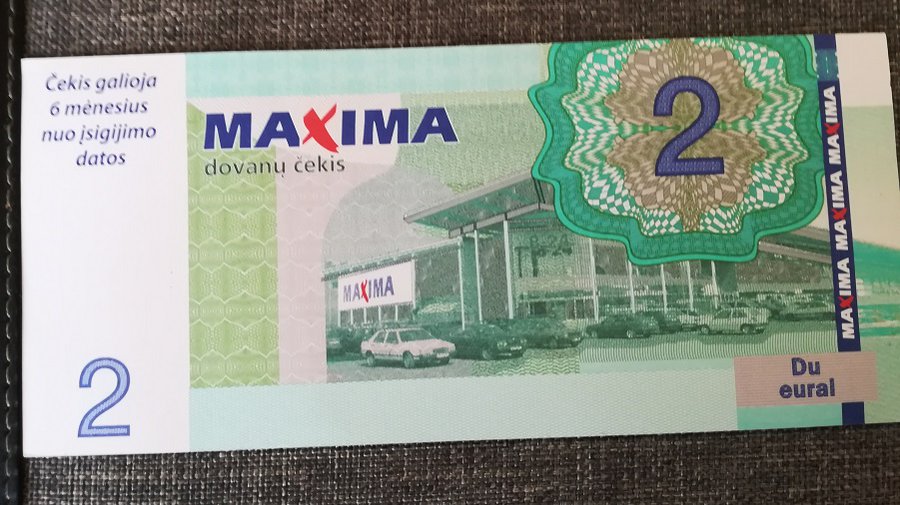 Čekis galioja
6 mėnesius
nuo įsigijimo
datos
2
MAXIMA
dovanų čekis
MAXIMA
2
MAXIMA MAXIMA MAXIMA
Du
eurai